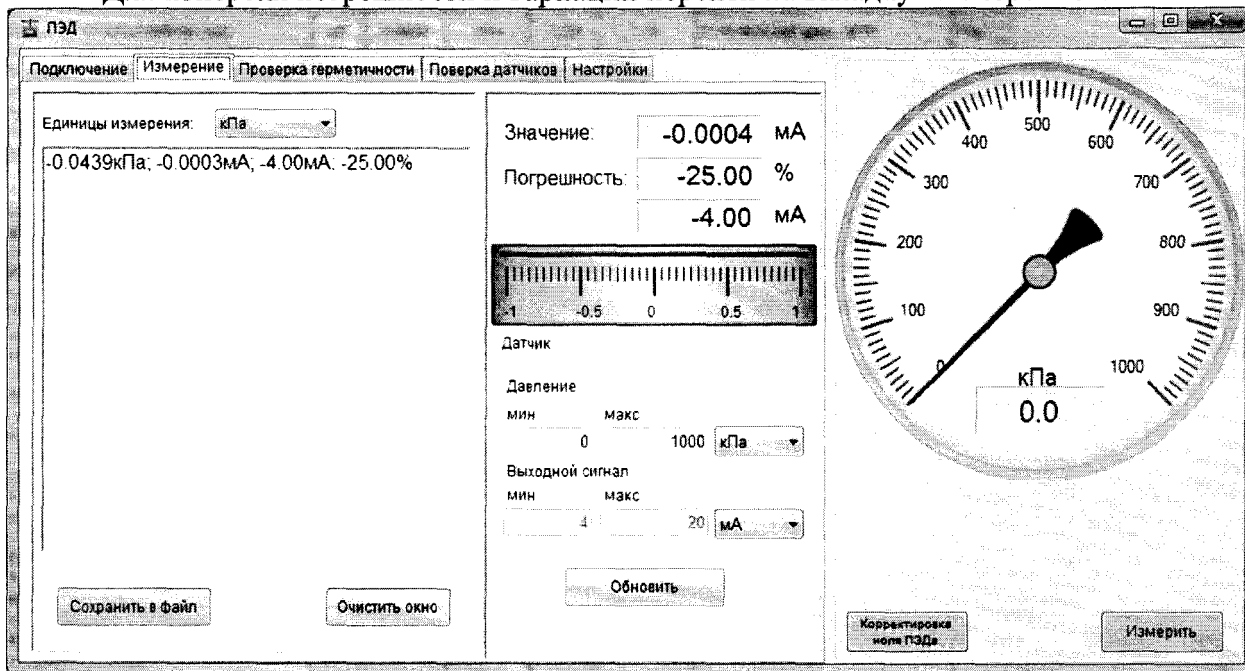 ПЭД
Подключение Измерение Проверка герметичности Поверка датчиков Настройки
Единицы измерения: кПа
-0.0439кПа; -0.0003мА; -4.00мА; -25.00%
Сохранить в файл Очистить окно
Значение: -0.0004 мА
Погрешность: -25.00 %
-4.00 мА
-1 -0.5 0 0.5 1
Датчик
Давление
мин макс
0 1000 кПа
Выходной сигнал
мин макс
4 20 мА
Обновить
0 100 200 300 400 500 600 700 800 900 1000
кПа
0.0
Корректировка
ноля ПЭДа
Измерить